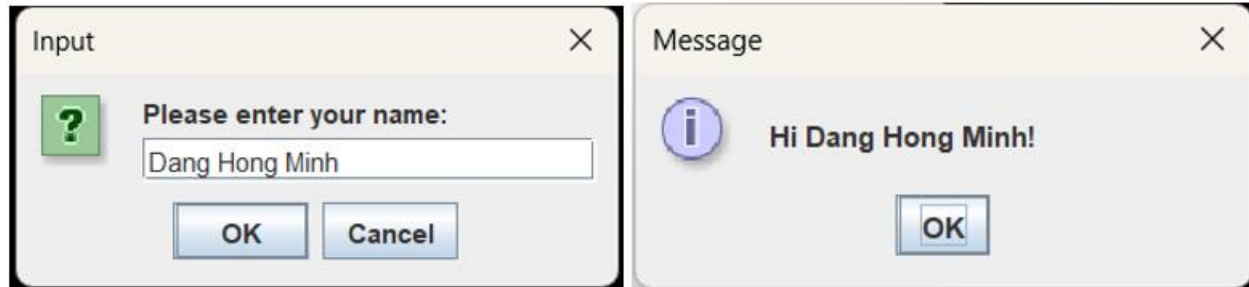 Input
Please enter your name:
Dang Hong Minh
OK Cancel
Message
Hi Dang Hong Minh!
OK